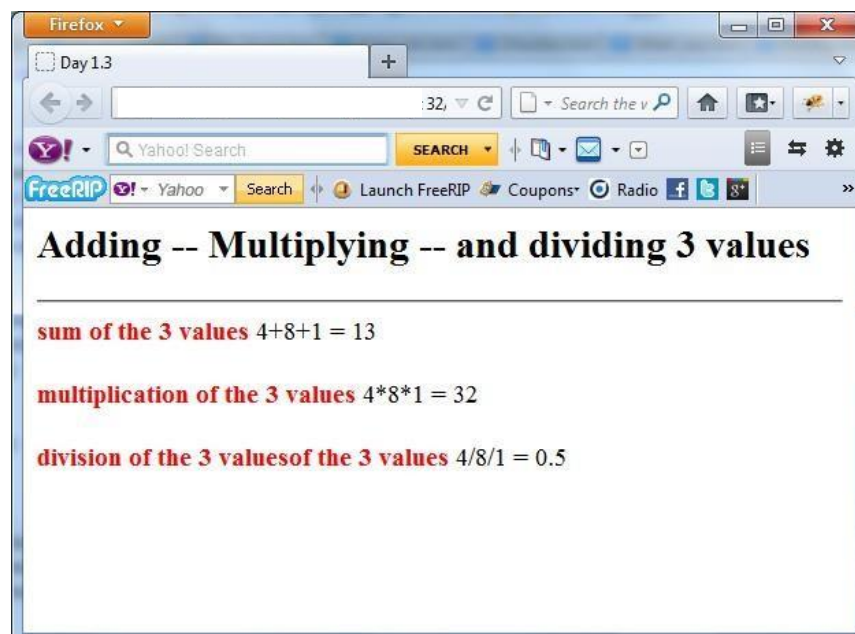 Firefox
Day 1.3
32,
Search the v
Y! Yahoo! Search SEARCH
FreeRIP Y! Yahoo Search Launch FreeRIP Coupons Radio f g+ »
Adding -- Multiplying -- and dividing 3 values
sum of the 3 values 4+8+1 = 13
multiplication of the 3 values 4*8*1 = 32
division of the 3 valuesof the 3 values 4/8/1 = 0.5